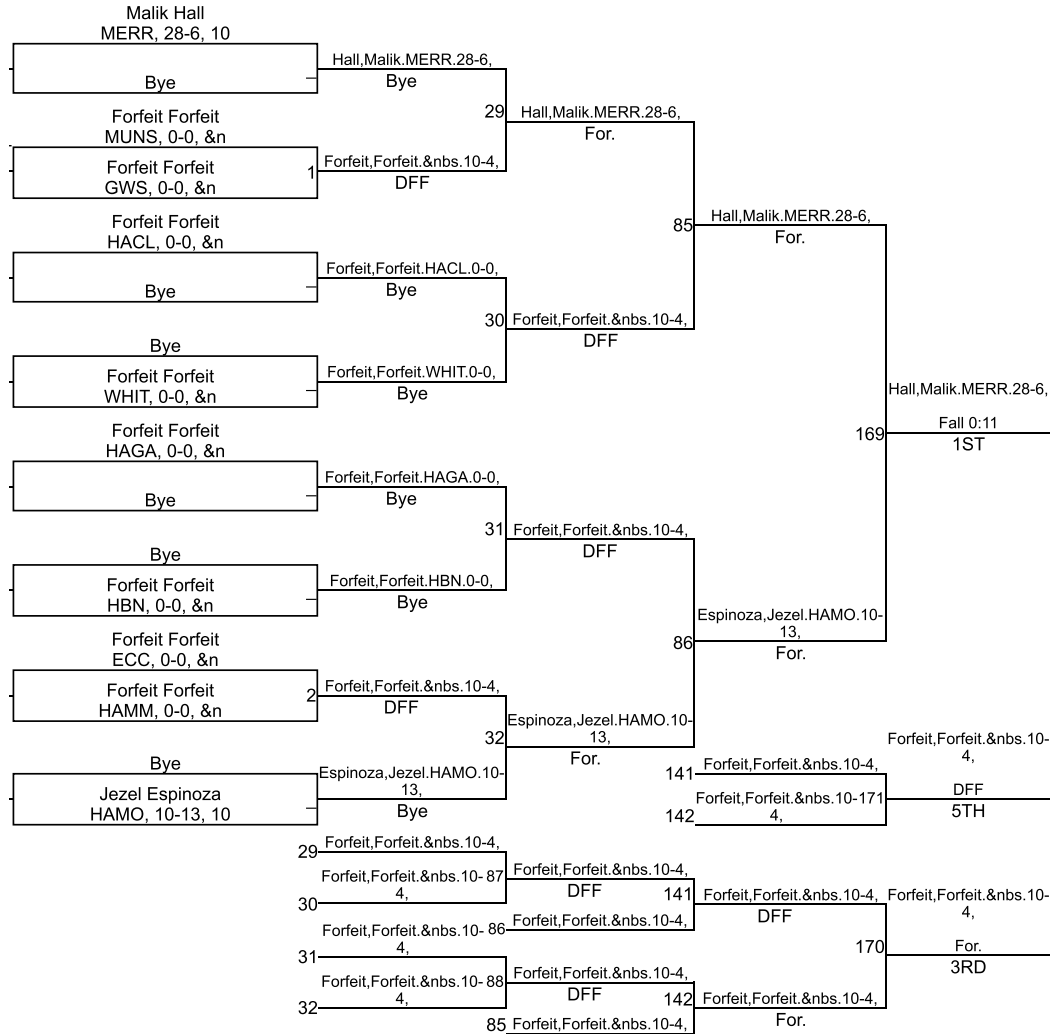 Malik Hall
MERR, 28-6, 10
Bye
_
Hall,Malik.MERR.28-6,
Bye
Forfeit Forfeit
MUNS, 0-0, &n
Forfeit Forfeit
GWS, 0-0, &n
1
Forfeit,Forfeit.&nbs.10-4,
DFF
29
Hall,Malik.MERR.28-6,
For.
Forfeit Forfeit
HACL, 0-0, &n
Bye
_
Forfeit,Forfeit.HACL.0-0,
Bye
Bye
Forfeit Forfeit
WHIT, 0-0, &n
_
Forfeit,Forfeit.WHIT.0-0,
Bye
30
Forfeit,Forfeit.&nbs.10-4,
DFF
85
Hall,Malik.MERR.28-6,
For.
Forfeit Forfeit
HAGA, 0-0, &n
Bye
_
Forfeit,Forfeit.HAGA.0-0,
Bye
Bye
Forfeit Forfeit
HBN, 0-0, &n
_
Forfeit,Forfeit.HBN.0-0,
Bye
31
Forfeit,Forfeit.&nbs.10-4,
DFF
Forfeit Forfeit
ECC, 0-0, &n
Forfeit Forfeit
HAMM, 0-0, &n
2
Forfeit,Forfeit.&nbs.10-4,
DFF
Bye
Jezel Espinoza
HAMO, 10-13, 10
_
Espinoza,Jezel.HAMO.10-
13,
Bye
32
Espinoza,Jezel.HAMO.10-
13,
For.
86
Espinoza,Jezel.HAMO.10-
13,
For.
169
Hall,Malik.MERR.28-6,
Fall 0:11
1ST
141
Forfeit,Forfeit.&nbs.10-4,
142
Forfeit,Forfeit.&nbs.10-
4,
171
Forfeit,Forfeit.&nbs.10-
4,
DFF
5TH
29
Forfeit,Forfeit.&nbs.10-4,
30
Forfeit,Forfeit.&nbs.10-
4,
87
Forfeit,Forfeit.&nbs.10-4,
DFF
86
Forfeit,Forfeit.&nbs.10-4,
141
Forfeit,Forfeit.&nbs.10-4,
DFF
31
Forfeit,Forfeit.&nbs.10-
4,
32
Forfeit,Forfeit.&nbs.10-
4,
88
Forfeit,Forfeit.&nbs.10-4,
DFF
85
Forfeit,Forfeit.&nbs.10-4,
142
Forfeit,Forfeit.&nbs.10-4,
For.
170
Forfeit,Forfeit.&nbs.10-
4,
For.
3RD